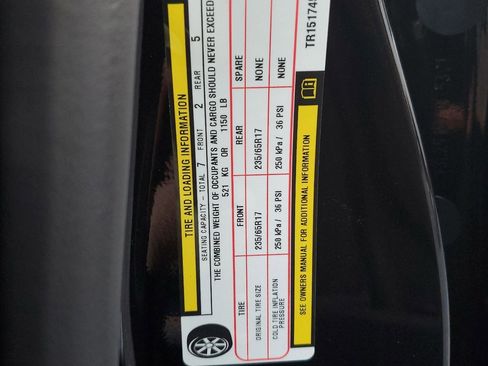 TIRE AND LOADING INFORMATION
SEATING CAPACITY - TOTAL 7 FRONT 2 REAR 5
THE COMBINED WEIGHT OF OCCUPANTS AND CARGO SHOULD NEVER EXCEED
521 KG OR 1150 LB
TIRE FRONT REAR SPARE
ORIGINAL TIRE SIZE 235/65R17 235/65R17 NONE
COLD TIRE INFLATION PRESSURE 250 kPa / 36 PSI 250 kPa / 36 PSI NONE
SEE OWNERS MANUAL FOR ADDITIONAL INFORMATION
TR151745